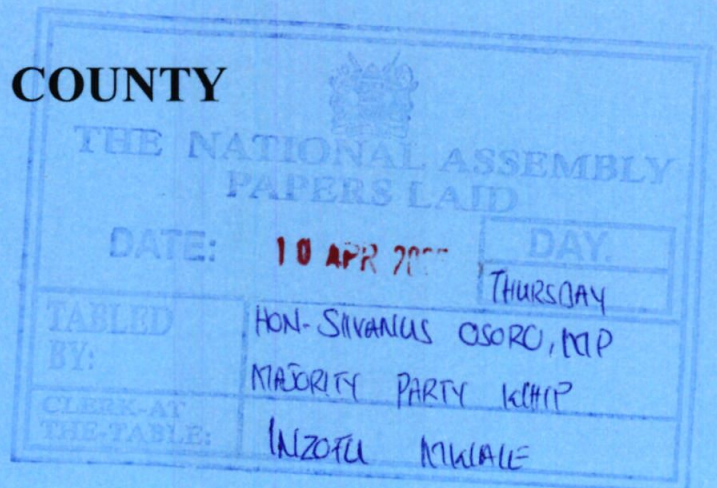 COUNTY
THE NATIONAL ASSEMBLY
PAPERS LAID
DATE: 10 APR DAY.
THURSDAY
TABLED BY: HON-SILVANUS OSORO, MP
MAJORITY PARTY WHIP
CLERK-AT THE-TABLE: INZOFU MWALE